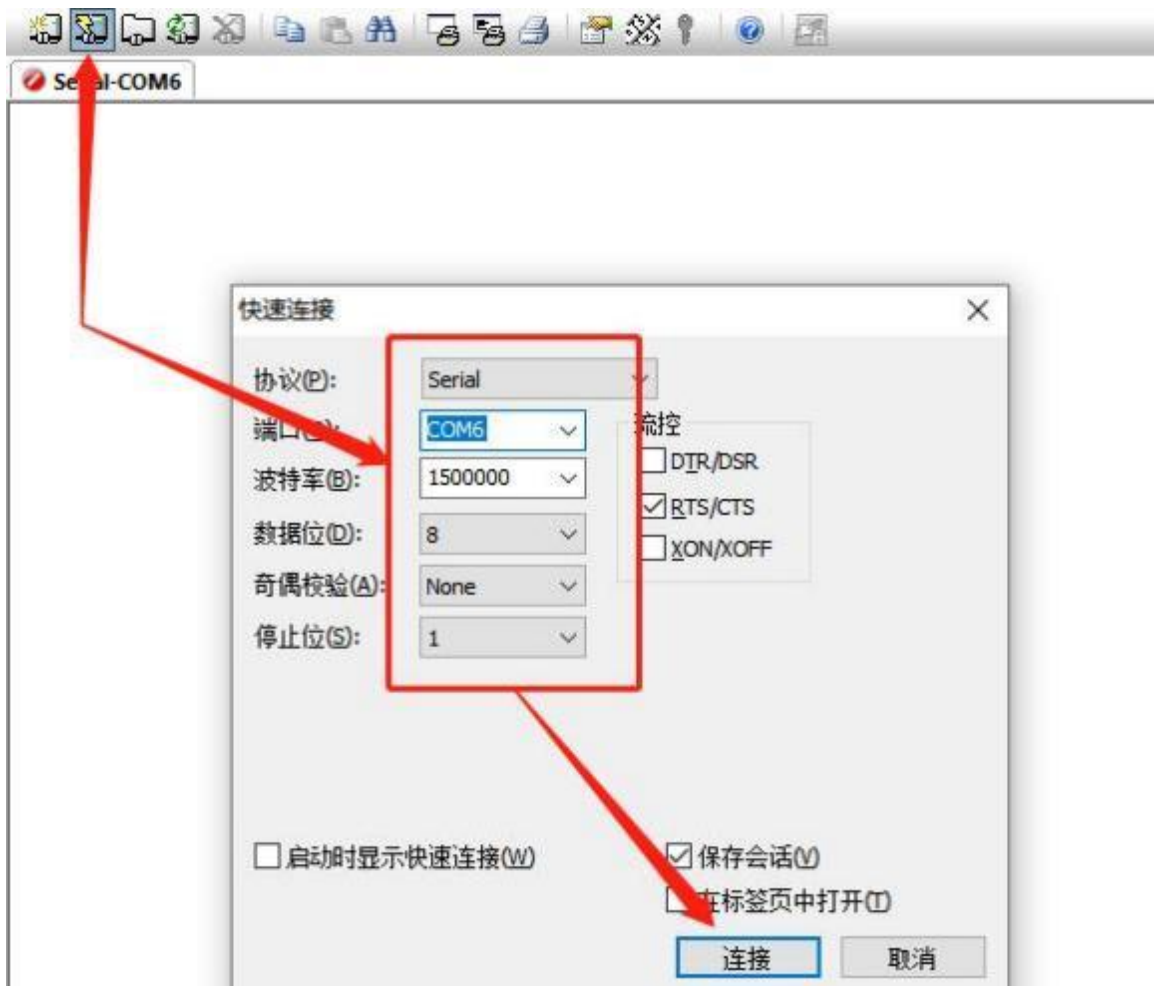 Serial-COM6
快速连接
协议(P): Serial
端口(O): COM6
流控
波特率(B): 1500000
DTR/DSR
RTS/CTS
数据位(D): 8
XON/XOFF
奇偶校验(A): None
停止位(S): 1
启动时显示快速连接(W)
保存会话(V)
在标签页中打开(T)
连接
取消